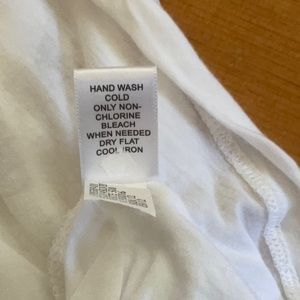 HAND WASH
COLD
ONLY NON-
CHLORINE
BLEACH
WHEN NEEDED
DRY FLAT
COOL IRON